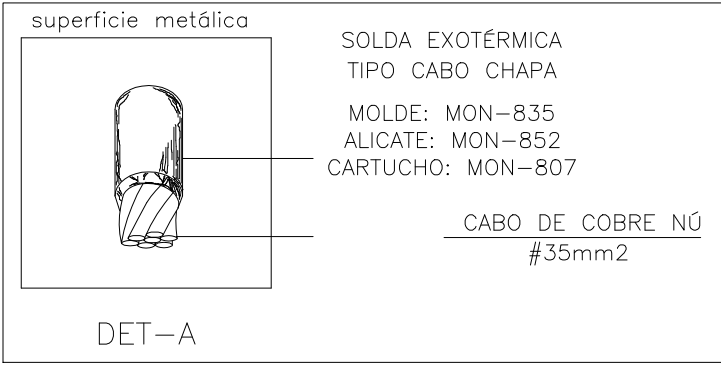 superficie metálica
SOLDA EXOTÉRMICA
TIPO CABO CHAPA
MOLDE: MON-835
ALICATE: MON-852
CARTUCHO: MON-807
CABO DE COBRE NÚ
#35mm2
DET-A